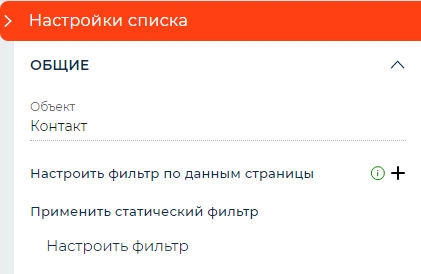 Настройки списка
ОБЩИЕ
Объект
Контакт
Настроить фильтр по данным страницы
Применить статический фильтр
Настроить фильтр